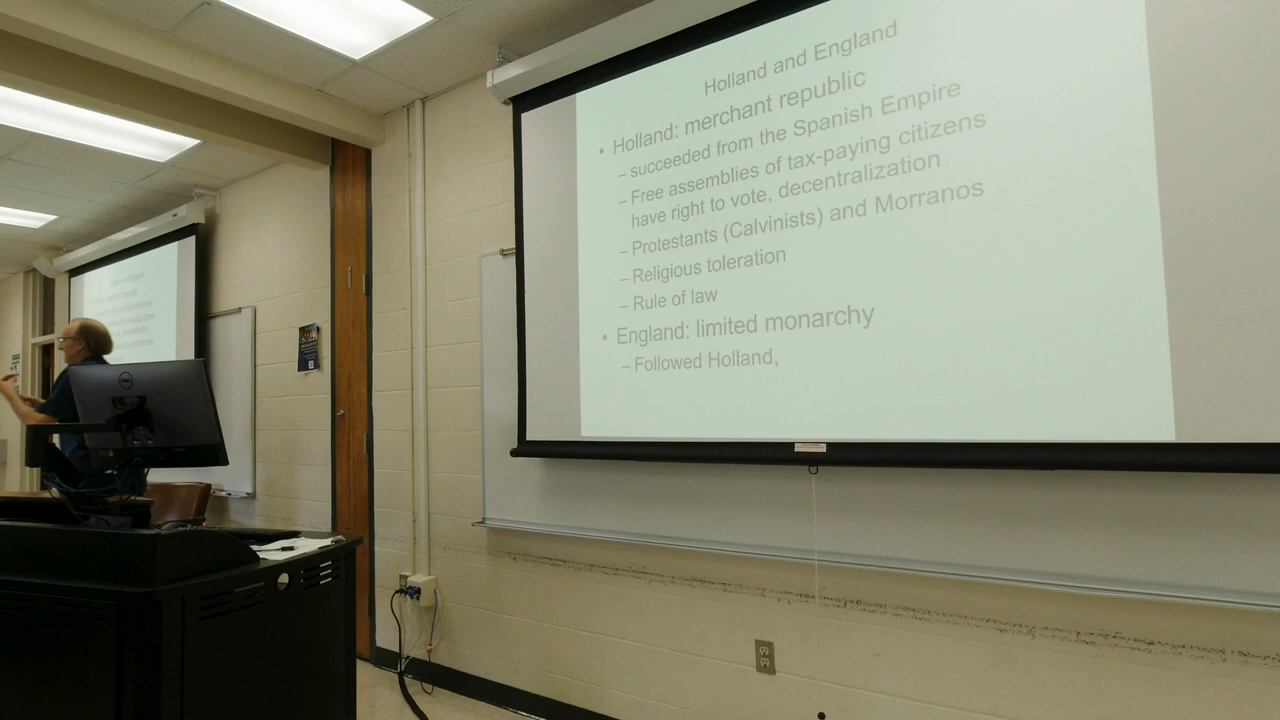 Holland and England
• Holland: merchant republic
– succeeded from the Spanish Empire
– Free assemblies of tax-paying citizens
have right to vote, decentralization
– Protestants (Calvinists) and Morranos
– Religious toleration
– Rule of law
• England: limited monarchy
– Followed Holland,
DELL